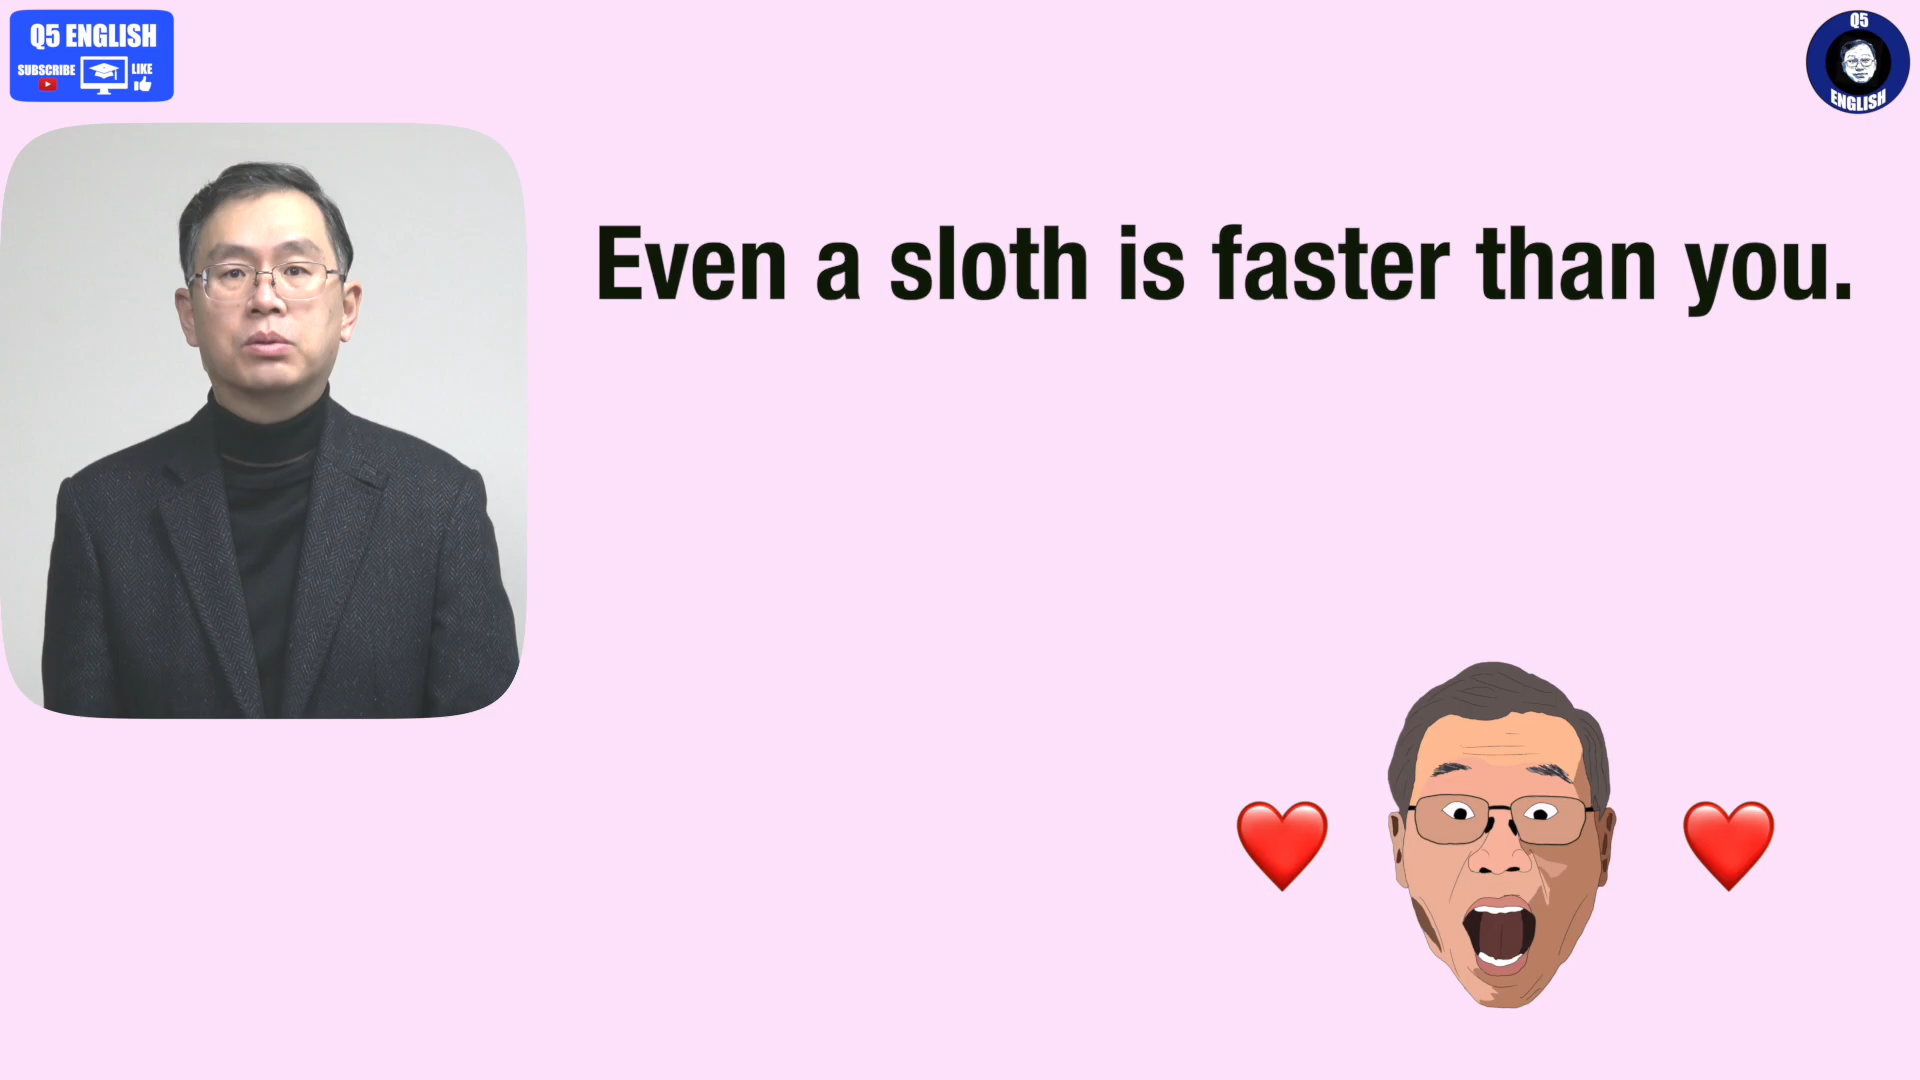 Q5 ENGLISH
SUBSCRIBE
LIKE
Q5
ENGLISH
Even a sloth is faster than you.